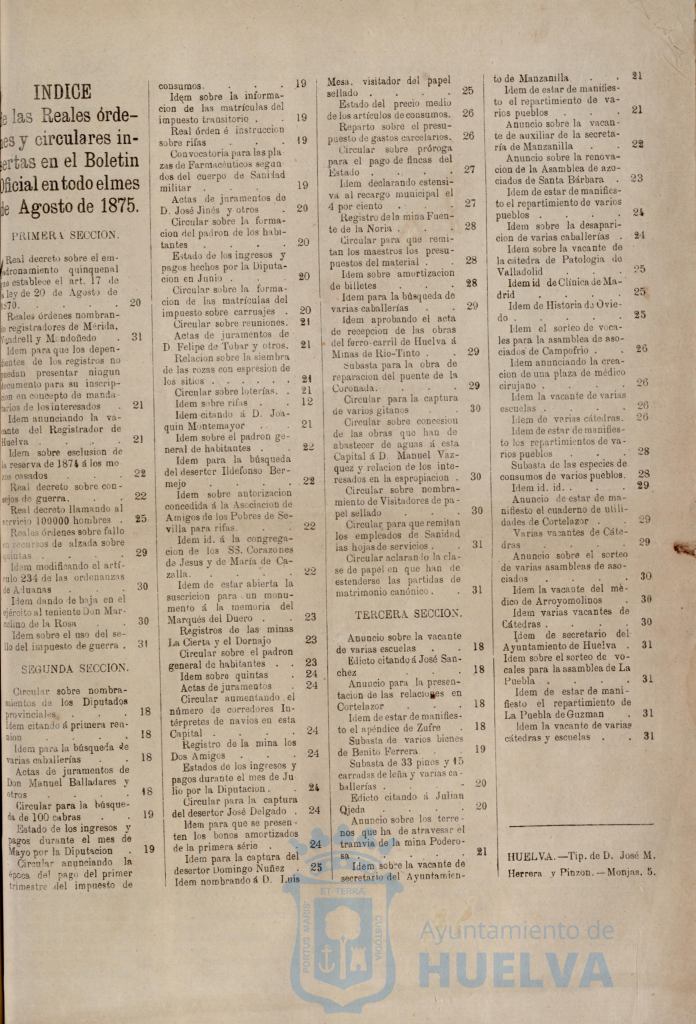 INDICE
e las Reales órde-
nes y circulares in-
sertas en el Boletin
Oficial en todo el mes
de Agosto de 1875.
PRIMERA SECCION.
Real decreto sobre el em-
padronamiento quinquenal
que establece el art. 17 de
la ley de 20 de Agosto de
1870. . . . . 20
Reales órdenes nombran-
do registradores de Mérida,
Vendrell y Mondoñedo . 31
Idem para que los depen-
dientes de los registros no
puedan presentar ningun
documento para su inscrip-
cion en concepto de manda-
tarios de los interesados . 21
Idem anunciando la va-
cante del Registrador de
Huelva . . . . 21
Idem sobre esclusion de
la reserva de 1874 á los mo-
zos casados . . . 22
Real decreto sobre con-
sejos de guerra. . . 22
Real decreto llamando al
servicio 100000 hombres . 25
Reales órdenes sobre fallo
en recursos de alzada sobre
quintas . . . . 29
Idem modificando el artí-
culo 234 de las ordenanzas
de Aduanas . . . 30
Idem dando de baja en el
ejército al teniente Don Mar-
celino de la Rosa . . 30
Idem sobre el uso del se-
llo del impuesto de guerra . 31
SEGUNDA SECCION.
Circular sobre nombra-
mientos de los Diputados
provinciales. . . . 18
Idem citando á primera reu-
nion . . . . 18
Idem para la búsqueda de
varias caballerías . . 18
Actas de juramentos de
Don Manuel Balladares y
otros . . . . 18
Circular para la búsque-
da de 100 cabras . . 19
Estado de los ingresos y
pagos durante el mes de
Mayo por la Diputacion . 19
Circular anunciando la
época del pago del primer
trimestre del impuesto de
consumos. . . . 19
Idem sobre la informa-
cion de las matrículas del
impuesto transitorio . . 19
Real órden é instruccion
sobre rifas . . . 19
Convocatoria para las pla-
zas de Farmacéuticos segun
dos del cuerpo de Sanidad
militar . . . . 19
Actas de juramentos de
D. José Jinés y otros . 20
Circular sobre la forma-
cion del padron de los habi-
tantes . . . . 20
Estado de los ingresos y
pagos hechos por la Diputa-
cion en Junio . . . 20
Circular sobre la forma-
cion de las matrículas del
impuesto sobre carruajes . 20
Circular sobre reuniones. 21
Actas de juramentos de
D. Felipe de Tobar y otros. 21
Relacion sobre la siembra
de las rozas con espresion de
los sitios . . . . . 21
Circular sobre loterías. . 21
Idem sobre rifas . . 12
Idem citando á D. Joa-
quin Montemayor . . 21
Idem sobre el padron ge-
neral de habitantes . . 22
Idem para la búsqueda
del desertor Ildefonso Ber-
mejo . . . . 22
Idem sobre autorizacion
concedida á la Asociacion de
Amigos de los Pobres de Se-
villa para rifas. . . 22
Idem id. á la congrega-
cion de los SS. Corazones
de Jesus y de María de Ca-
zalla. . . . . 22
Idem de estar abierta la
suscricion para un monu-
mento á la memoria del
Marqués del Duero . . 23
Registros de las minas
La Cierta y el Dornajo . 23
Circular sobre el padron
general de habitantes . . 23
Idem sobre quintas . 24
Actas de juramentos . 24
Circular aumentando el
número de corredores In-
térpretes de navíos en esta
Capital . . . . 24
Registro de la mina los
Dos Amigos . . . 24
Estados de los ingresos y
pagos durante el mes de Ju
lio por la Diputacion . . 24
Circular para la captura
del desertor José Delgado . 24
Idem para que se presen-
ten los bonos amortizados
de la primera série . . 24
Idem para la captura del
desertor Domingo Nuñez . 25
Idem nombrando á D. Luis
Mesa, visitador del papel
sellado . . . . 25
Estado del precio medio
de los artículos de consumos. 26
Reparto sobre el presu-
puesto de gastos carcelarios. 26
Circular sobre próroga
para el pago de fincas del
Estado . . . . 27
Idem declarando estensi-
va al recargo municipal el
4 por ciento . . . 27
Registro de la mina Fuen-
te de la Noria . . . 28
Circular para que remi-
tan los maestros los presu-
puestos del material . . 28
Idem sobre amortizacion
de billetes . . . 28
Idem para la búsqueda de
varias caballerías . . 29
Idem aprobando el acta
de recepcion de las obras
del ferro-carril de Huelva á
Minas de Rio-Tinto . . 29
Subasta para la obra de
reparacion del puente de la
Coronada. . . . 29
Circular para la captura
de varios gitanos . . 30
Circular sobre concesion
de las obras que han de
abastecer de aguas á esta
Capital á D. Manuel Vaz-
quez y relacion de los inte-
resados en la espropiacion . 30
Circular sobre nombra-
miento de Visitadores de pa-
pel sellado . . . 30
Circular para que remitan
los empleados de Sanidad
las hojas de servicios . . 31
Circular aclarando la cla-
se de papel en que han de
estenderse las partidas de
matrimonio canónico. . 31
TERCERA SECCION.
Anuncio sobre la vacante
de varias escuelas . . 18
Edicto citando á José San-
chez . . . . 18
Anuncio para la presen-
tacion de las relaciones en
Cortelazor . . . 18
Idem de estar de manifies-
to el apéndice de Zufre . 18
Subasta de varios bienes
de Benito Ferrera . . 19
Subasta de 33 pinos y 15
carradas de leña y varias ca-
ballerías . . . . 20
Edicto citando á Julian
Ojeda . . . . 20
Anuncio sobre los terre-
nos que ha de atravesar el
tramvía de la mina Podero-
sa . . . . . 21
Idem sobre la vacante de
secretario del Ayuntamien-
to de Manzanilla . . 21
Idem de estar de manifies-
to el repartimiento de va-
rios pueblos . . . 21
Anuncio sobre la vacan-
te de auxiliar de la secreta-
ría de Manzanilla . . 22
Anuncio sobre la renova-
cion de la Asamblea de aso-
ciados de Santa Bárbara . 23
Idem de estar de manifies-
to el repartimiento de varios
pueblos . . . . 24
Idem sobre la desapari-
cion de varias caballerías . 24
Idem sobre la vacante de
la cátedra de Patologia de
Valladolid . . . 25
Idem id de Clínica de Ma-
drid . . . . 25
Idem de Historia de Ovie-
do . . . . . 25
Idem el sorteo de voca-
les para la asamblea de aso-
ciados de Campofrio . . 26
Idem anunciando la crea-
cion de una plaza de médico
cirujano . . . . 26
Idem la vacante de varias
escuelas . . . . 26
Idem de varias cátedras. 26
Idem de estar de manifies-
to los repartimientos de va-
rios pueblos . . . 28
Subasta de las especies de
consumos de varios pueblos. 28
Idem id. id. . . . 29
Anuncio de estar de ma-
nifiesto el cuaderno de utili-
dades de Cortelazor . . 29
Varias vacantes de Cáte-
dras . . . . 29
Anuncio sobre el sorteo
de varias asambleas de aso-
ciados . . . . 30
Idem la vacante del mé-
dico de Arroyomolinos . 30
Idem varias vacantes de
Cátedras . . . . 30
Idem de secretario del
Ayuntamiento de Huelva . 31
Idem sobre el sorteo de vo-
cales para la asamblea de La
Puebla . . . . 31
Idem de estar de mani-
fiesto el repartimiento de
La Puebla de Guzman . 31
Idem la vacante de varias
cátedras y escuelas . . 31
HUELVA.—Tip. de D. José M.
Herrera y Pinzon.—Monjas, 5.
PORTUS MARIS ET TERRÆ CUSTODIA
Ayuntamiento de
HUELVA